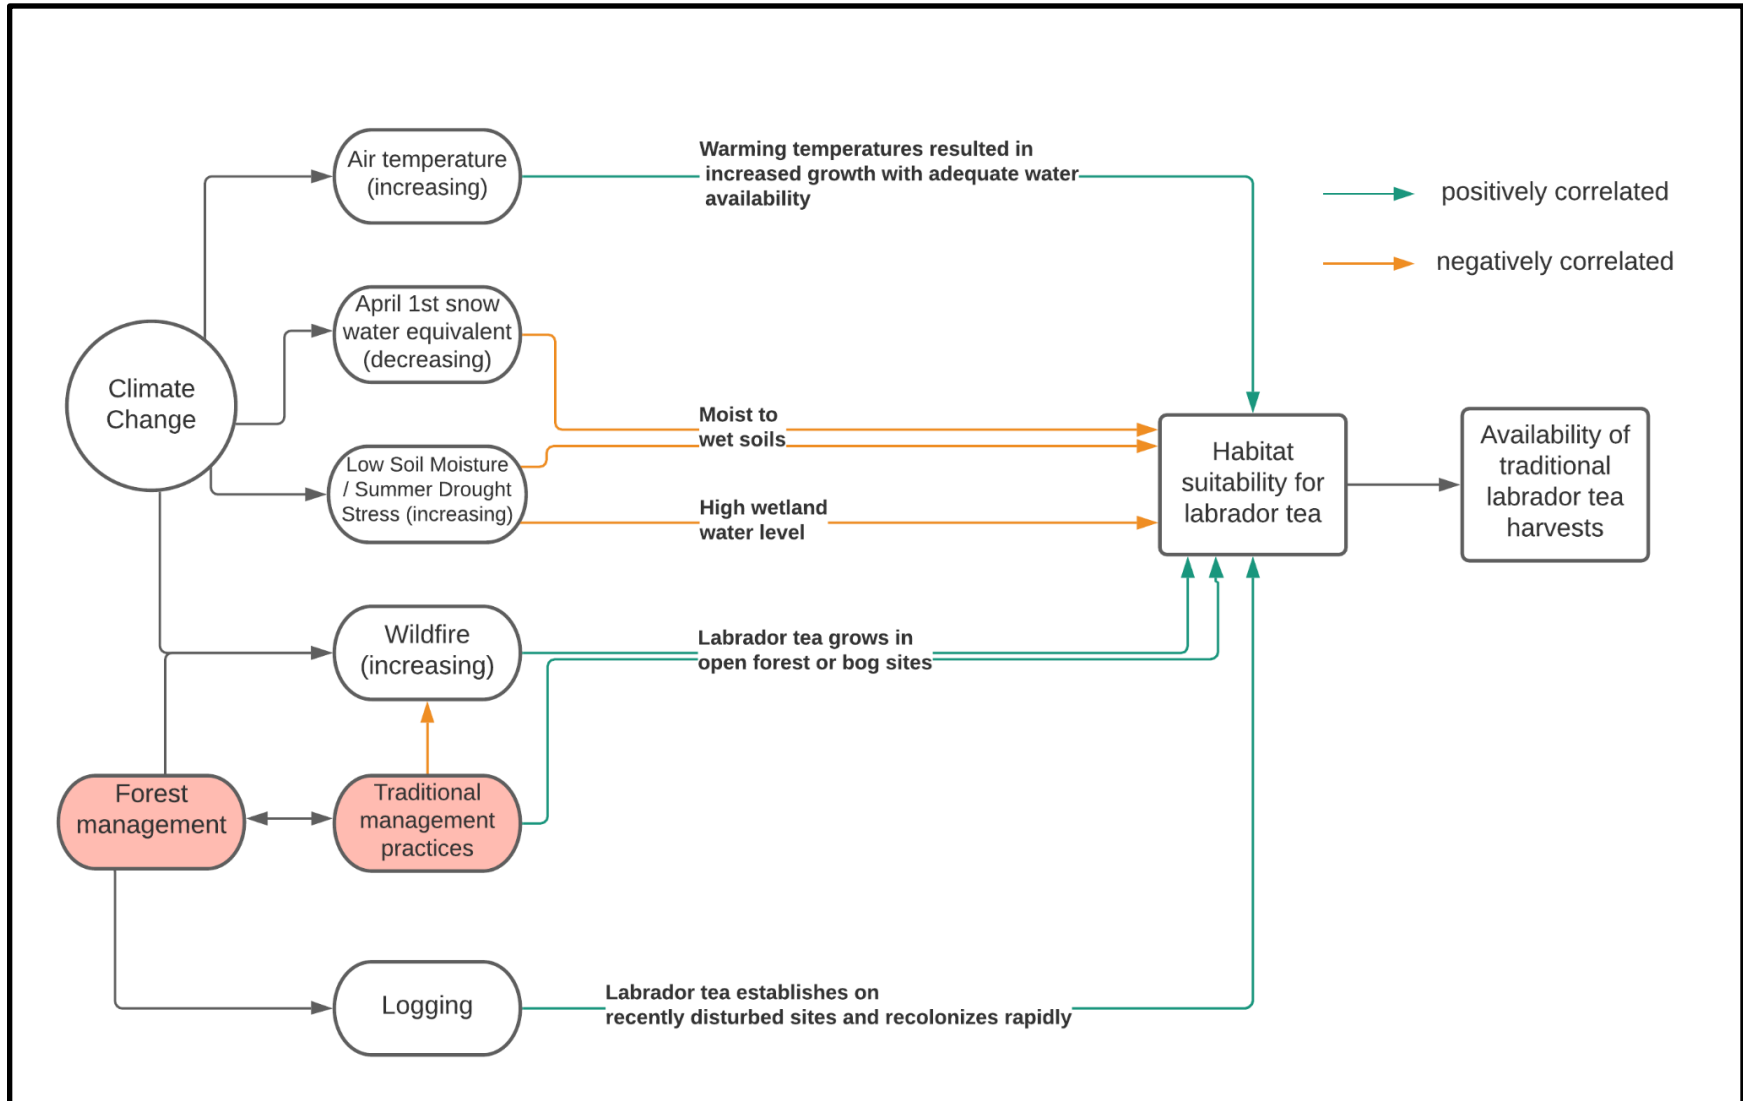 Air temperature
(increasing)
Warming temperatures resulted in
increased growth with adequate water
availability
positively correlated
negatively correlated
April 1st snow
water equivalent
(decreasing)
Climate
Change
Moist to
wet soils
Low Soil Moisture
/ Summer Drought
Stress (increasing)
High wetland
water level
Habitat
suitability for
labrador tea
Availability of
traditional
labrador tea
harvests
Wildfire
(increasing)
Labrador tea grows in
open forest or bog sites
Forest
management
Traditional
management
practices
Logging
Labrador tea establishes on
recently disturbed sites and recolonizes rapidly